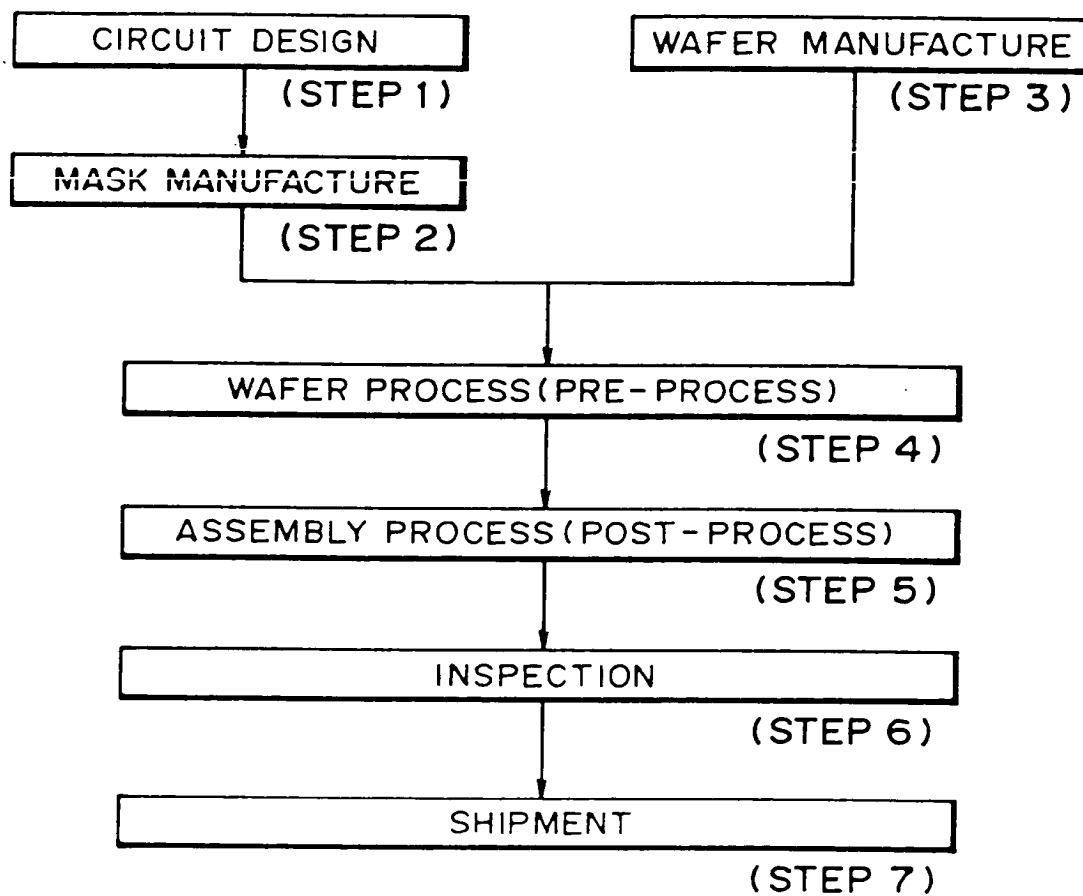 CIRCUIT DESIGN
(STEP 1)
WAFER MANUFACTURE
(STEP 3)
MASK MANUFACTURE
(STEP 2)
WAFER PROCESS (PRE-PROCESS)
(STEP 4)
ASSEMBLY PROCESS (POST-PROCESS)
(STEP 5)
INSPECTION
(STEP 6)
SHIPMENT
(STEP 7)